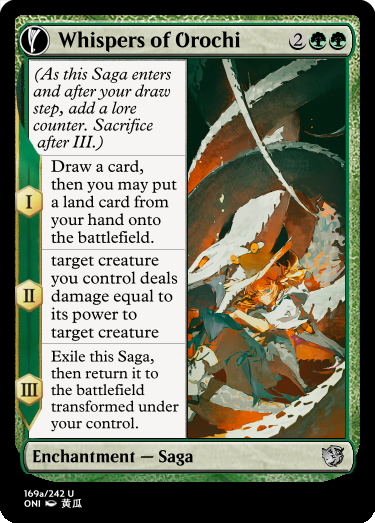 Whispers of Orochi 2
(As this Saga enters
and after your draw
step, add a lore
counter. Sacrifice
after III.)
I
Draw a card,
then you may put
a land card from
your hand onto
the battlefield.
II
target creature
you control deals
damage equal to
its power to
target creature
III
Exile this Saga,
then return it to
the battlefield
transformed under
your control.
Enchantment — Saga
169a/242 U
ONI 黄瓜